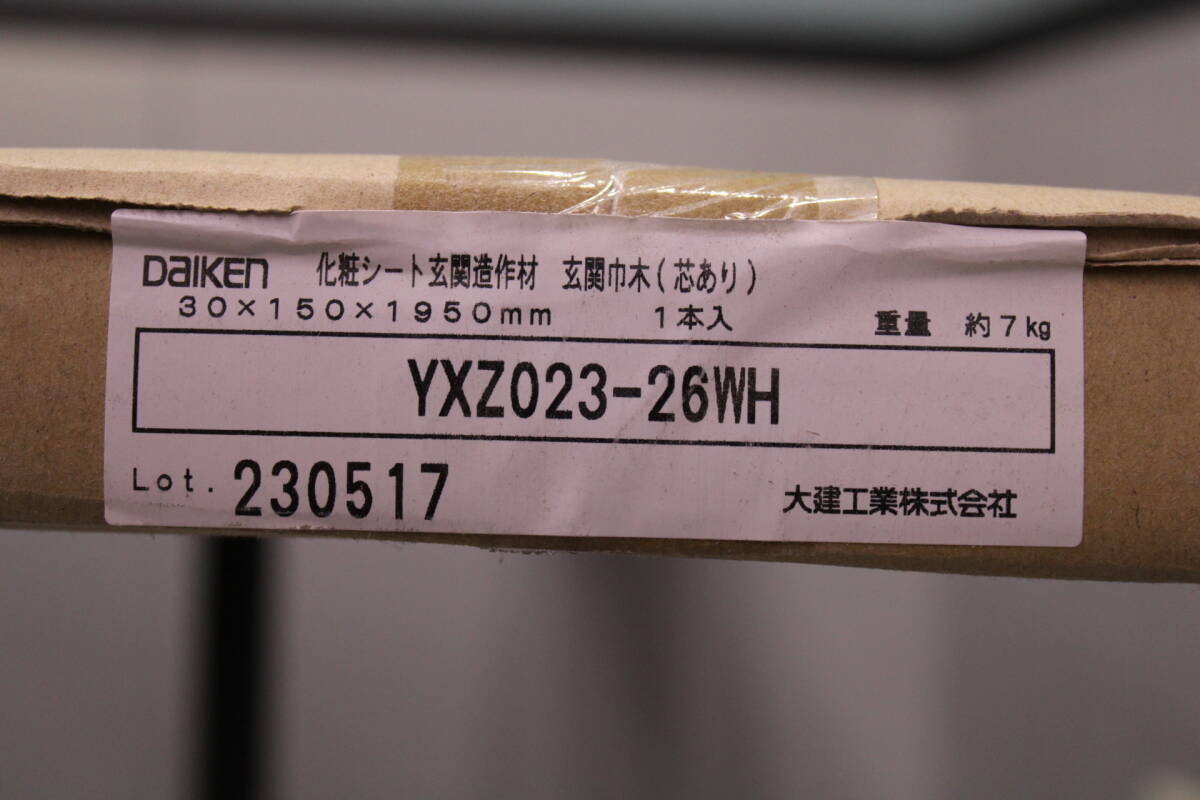 DAIKEN 化粧シート玄関造作材 玄関巾木(芯あり)
30×150×1950mm 1本入 重量 約7kg
YXZ023-26WH
Lot. 230517 大建工業株式会社